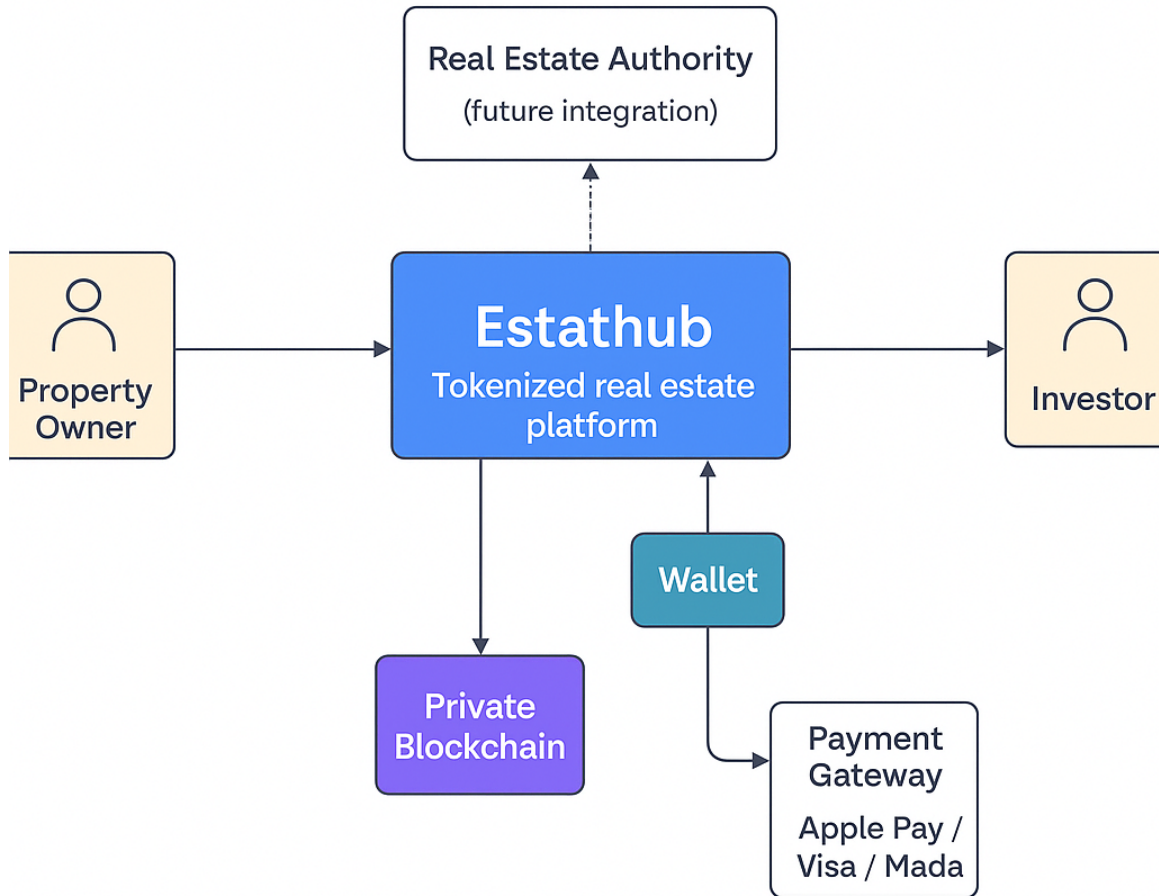 Real Estate Authority
(future integration)
Property
Owner
Estathub
Tokenized real estate
platform
Investor
Wallet
Private
Blockchain
Payment
Gateway
Apple Pay /
Visa / Mada